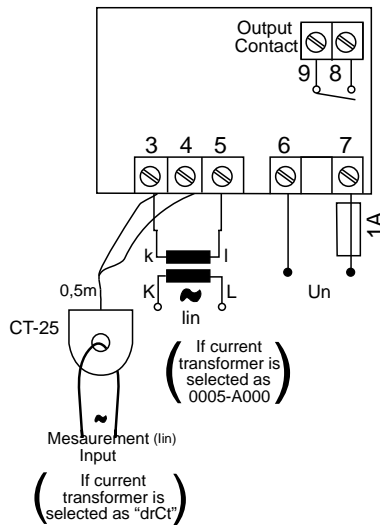 Output
Contact
9 8
3 4 5 6 7
1A
k l
K L
0,5m
Iin
Un
CT-25
If current
transformer is
selected as
0005-A000
Mesaurement (Iin)
Input
If current
transformer is
selected as “drCt”